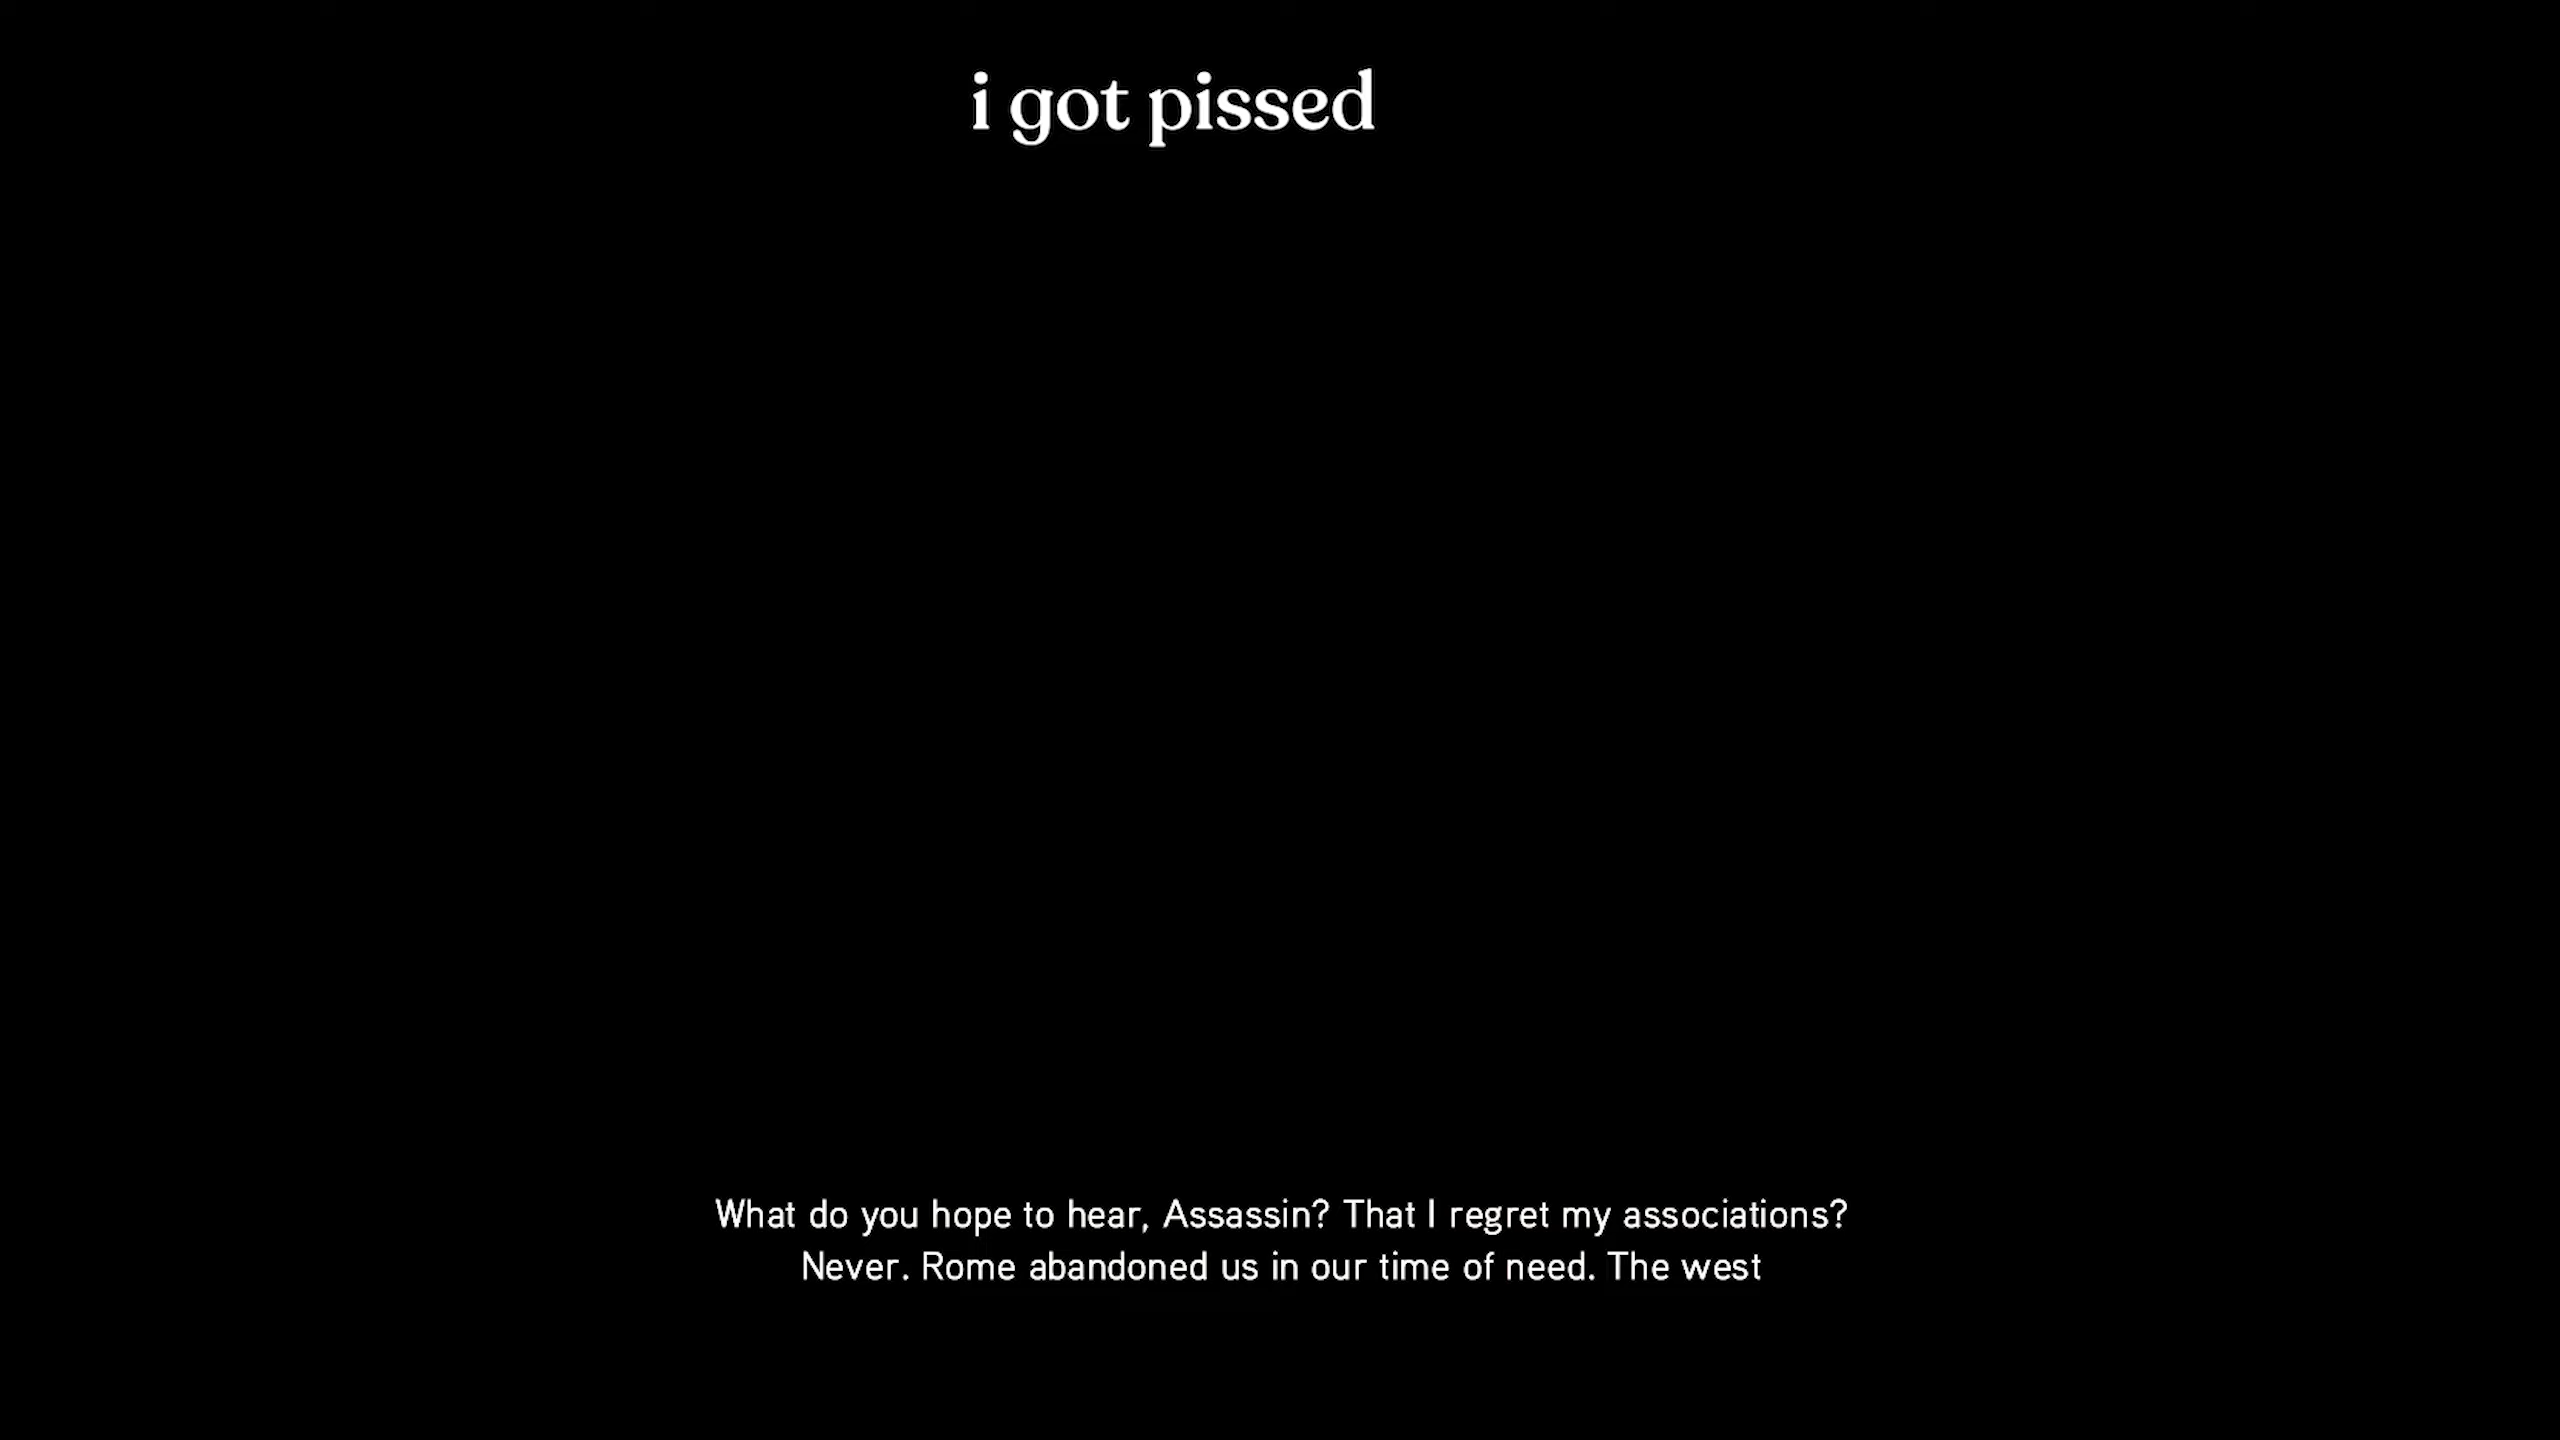 i got pissed
What do you hope to hear, Assassin? That I regret my associations?
Never. Rome abandoned us in our time of need. The west